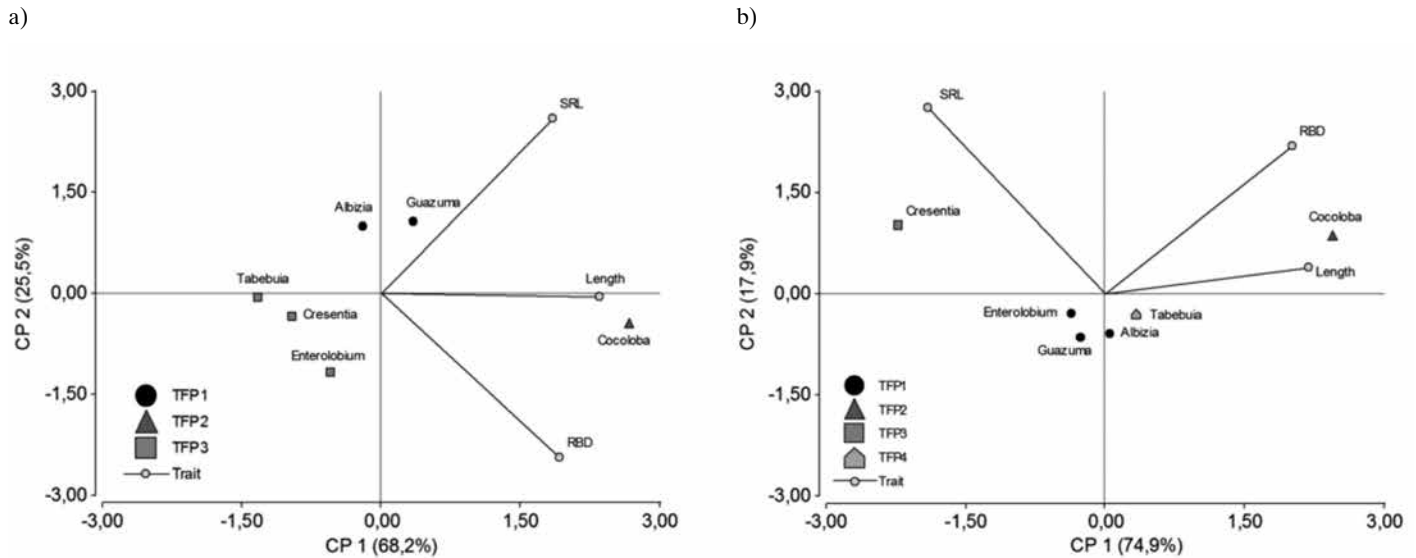 a)
3,00
1,50
0,00
-1,50
-3,00
CP 2 (25,5%)
SRL
Albizia
Guazuma
Tabebuia
Length
Cresentia
Cocoloba
Enterolobium
RBD
TFP1
TFP2
TFP3
Trait
-3,00 -1,50 0,00 1,50 3,00
CP 1 (68,2%)
b)
3,00
1,50
0,00
-1,50
-3,00
CP 2 (17,9%)
SRL
RBD
Cresentia
Cocoloba
Length
Enterolobium
Tabebuia
Guazuma
Albizia
TFP1
TFP2
TFP3
TFP4
Trait
-3,00 -1,50 0,00 1,50 3,00
CP 1 (74,9%)